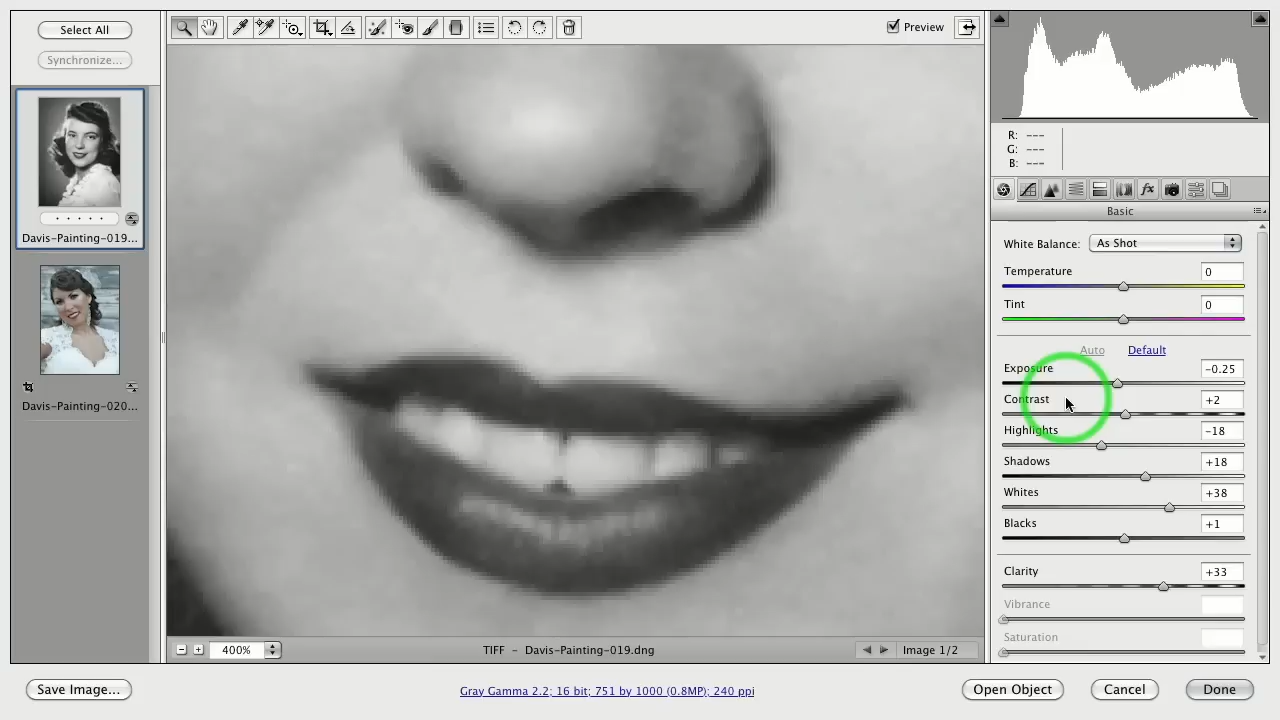 Select All
Synchronize...
Preview
Davis-Painting-019...
Davis-Painting-020...
R: ---
G: ---
B: ---
fx
Basic
White Balance: As Shot
Temperature 0
Tint 0
Auto Default
Exposure -0.25
Contrast +2
Highlights -18
Shadows +18
Whites +38
Blacks +1
Clarity +33
Vibrance
Saturation
400%
TIFF - Davis-Painting-019.dng
Image 1/2
Save Image...
Gray Gamma 2.2; 16 bit; 751 by 1000 (0.8MP); 240 ppi
Open Object
Cancel
Done